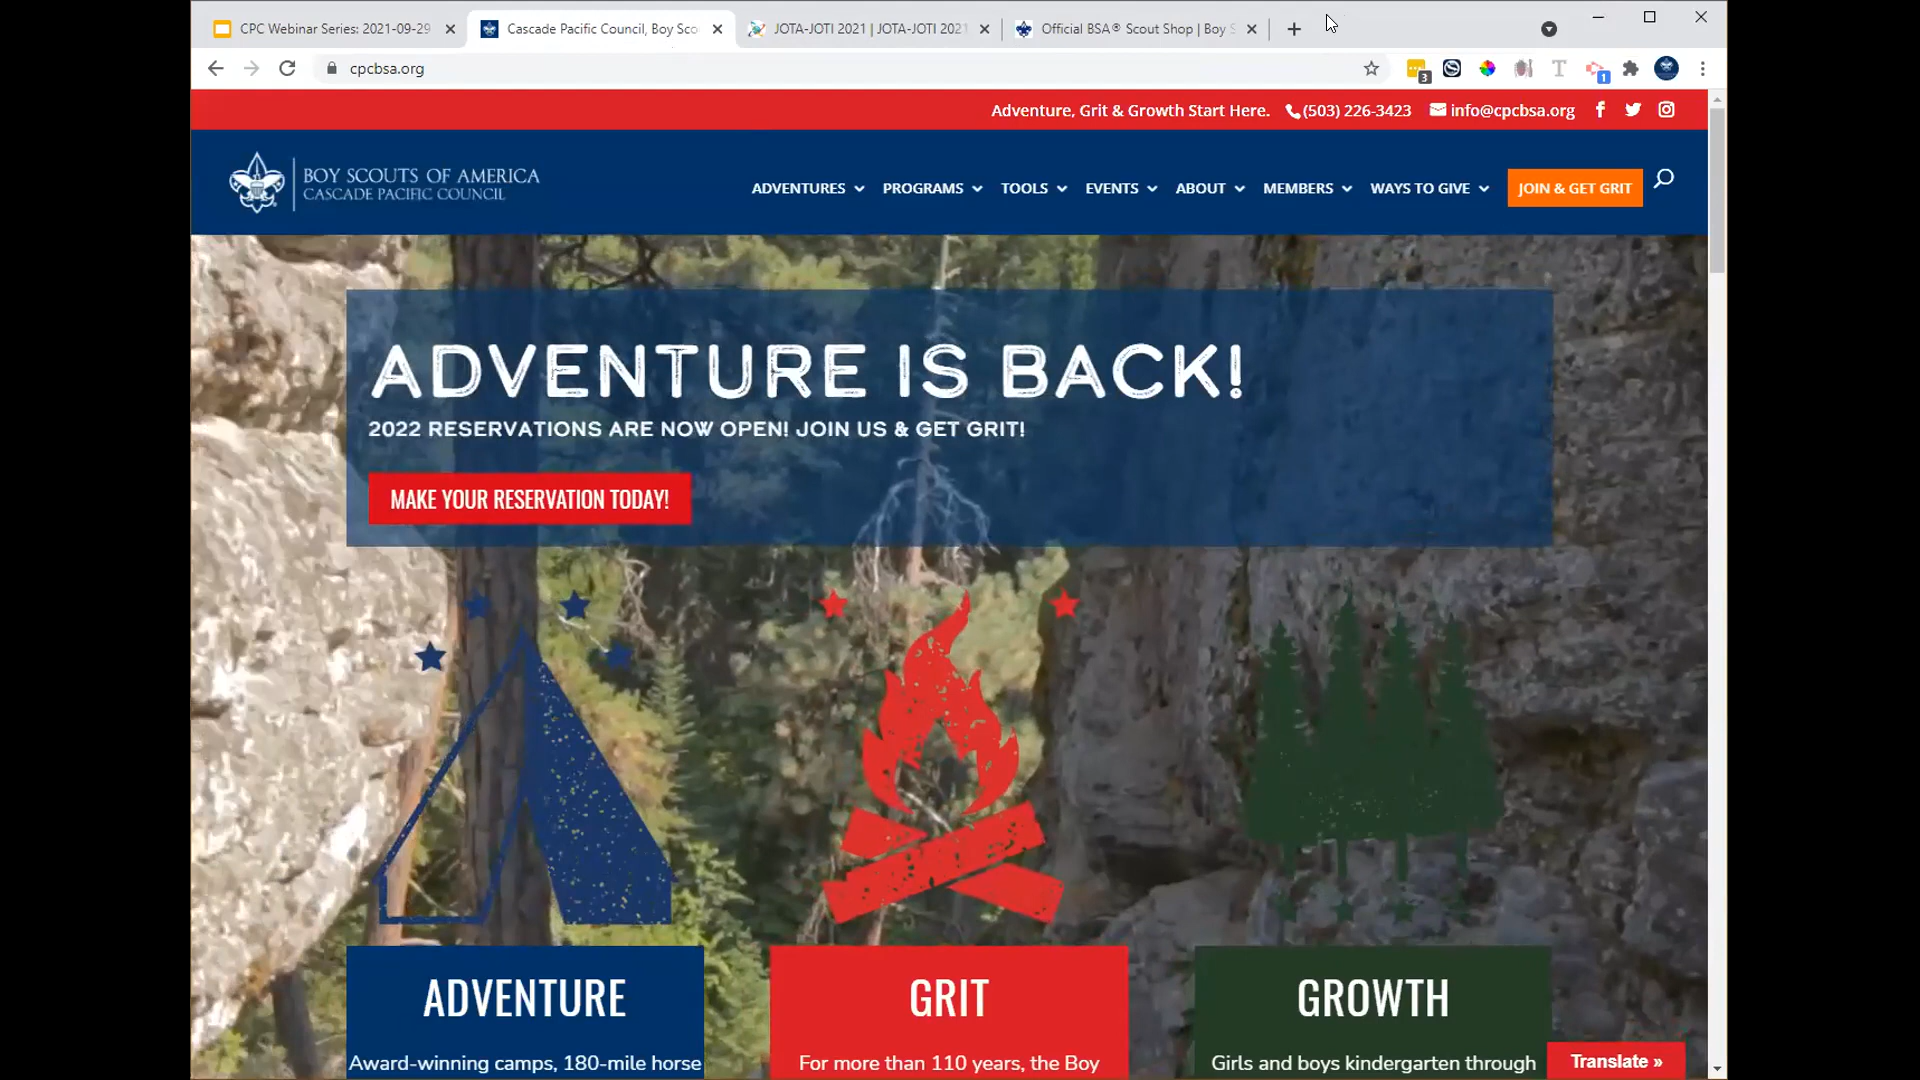 CPC Webinar Series: 2021-09-29
Cascade Pacific Council, Boy Sco
JOTA-JOTI 2021 | JOTA-JOTI 2021
Official BSA® Scout Shop | Boy S
cpcbsa.org
3
T
1
Adventure, Grit & Growth Start Here. (503) 226-3423 info@cpcbsa.org
BOY SCOUTS OF AMERICA
CASCADE PACIFIC COUNCIL
ADVENTURES PROGRAMS TOOLS EVENTS ABOUT MEMBERS WAYS TO GIVE JOIN & GET GRIT
ADVENTURE IS BACK!
2022 RESERVATIONS ARE NOW OPEN! JOIN US & GET GRIT!
MAKE YOUR RESERVATION TODAY!
ADVENTURE
Award-winning camps, 180-mile horse
GRIT
For more than 110 years, the Boy
GROWTH
Girls and boys kindergarten through
Translate »